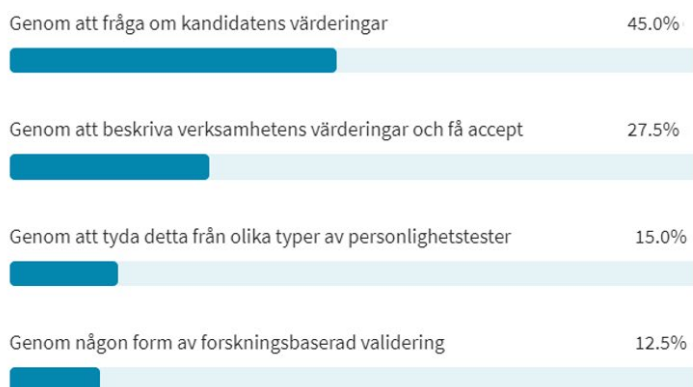 Genom att fråga om kandidatens värderingar 45.0%
Genom att beskriva verksamhetens värderingar och få accept 27.5%
Genom att tyda detta från olika typer av personlighetstester 15.0%
Genom någon form av forskningsbaserad validering 12.5%